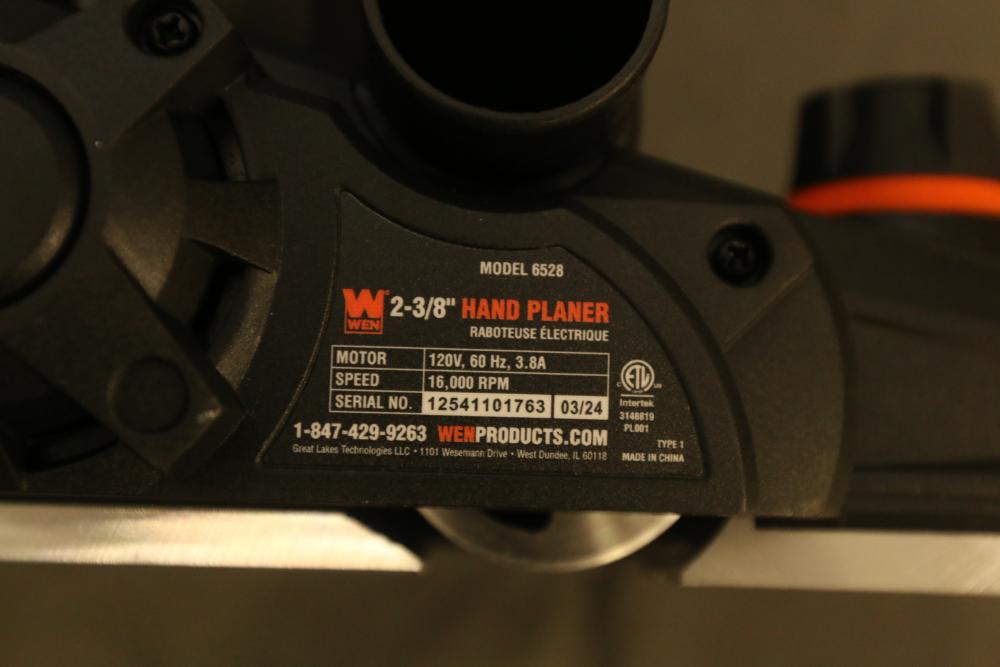 MODEL 6528
W WEN 2-3/8" HAND PLANER
RABOTEUSE ÉLECTRIQUE
MOTOR 120V, 60 Hz, 3.8A
SPEED 16,000 RPM
SERIAL NO. 12541101763 03/24
C ETL US
Intertek
3148819
PL001
1-847-429-9263 WENPRODUCTS.COM
Great Lakes Technologies LLC • 1101 Wesemann Drive • West Dundee, IL 60118
TYPE 1
MADE IN CHINA